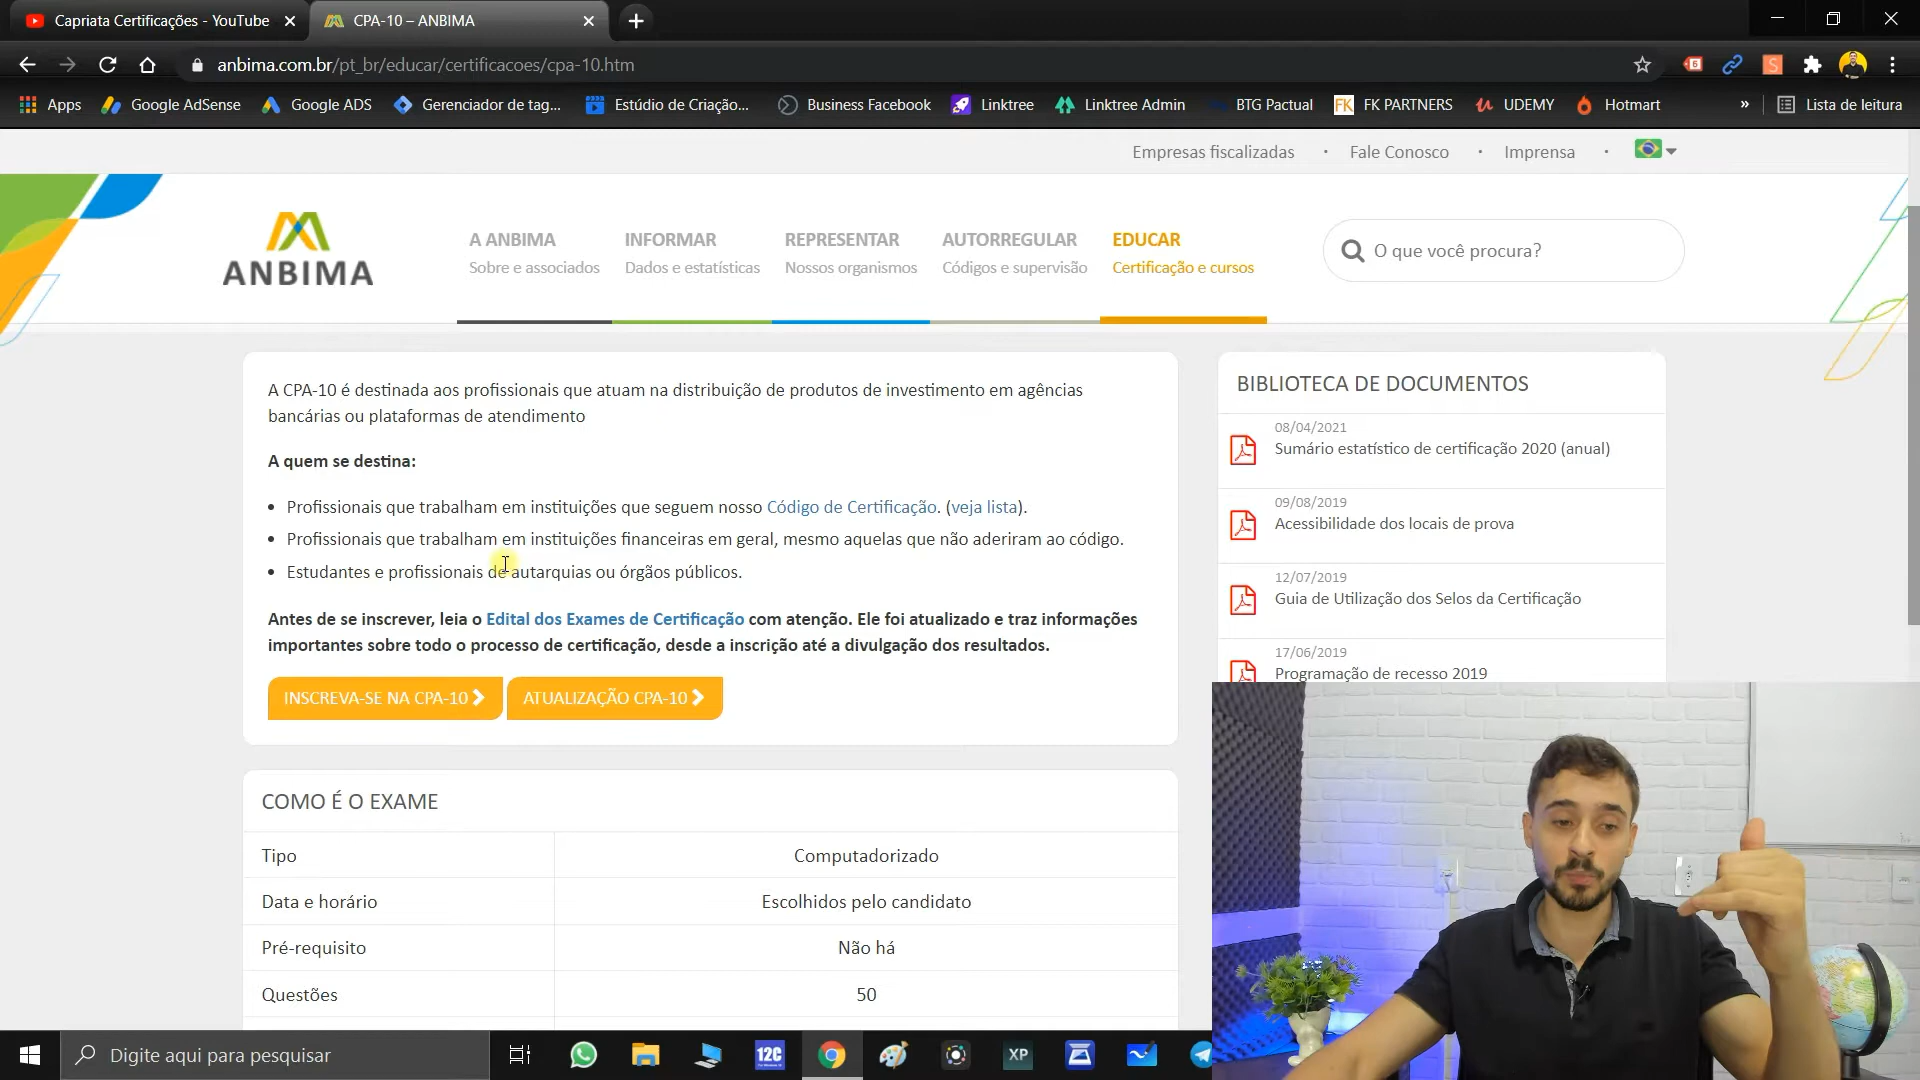 Capriata Certificações - YouTube
CPA-10 – ANBIMA
anbima.com.br/pt_br/educar/certificacoes/cpa-10.htm
6
S
Apps
Google AdSense
Google ADS
Gerenciador de tag...
Estúdio de Criação...
Business Facebook
Linktree
Linktree Admin
BTG Pactual
FK
FK PARTNERS
UDEMY
Hotmart
»
Lista de leitura
Empresas fiscalizadas
Fale Conosco
Imprensa
ANBIMA
A ANBIMA
Sobre e associados
INFORMAR
Dados e estatísticas
REPRESENTAR
Nossos organismos
AUTORREGULAR
Códigos e supervisão
EDUCAR
Certificação e cursos
O que você procura?
A CPA-10 é destinada aos profissionais que atuam na distribuição de produtos de investimento em agências
bancárias ou plataformas de atendimento
A quem se destina:
Profissionais que trabalham em instituições que seguem nosso Código de Certificação. (veja lista).
Profissionais que trabalham em instituições financeiras em geral, mesmo aquelas que não aderiram ao código.
Estudantes e profissionais de autarquias ou órgãos públicos.
Antes de se inscrever, leia o Edital dos Exames de Certificação com atenção. Ele foi atualizado e traz informações
importantes sobre todo o processo de certificação, desde a inscrição até a divulgação dos resultados.
INSCREVA-SE NA CPA-10
ATUALIZAÇÃO CPA-10
BIBLIOTECA DE DOCUMENTOS
08/04/2021
Sumário estatístico de certificação 2020 (anual)
09/08/2019
Acessibilidade dos locais de prova
12/07/2019
Guia de Utilização dos Selos da Certificação
17/06/2019
Programação de recesso 2019
COMO É O EXAME
Tipo
Computadorizado
Data e horário
Escolhidos pelo candidato
Pré-requisito
Não há
Questões
50
Digite aqui para pesquisar
12C
XP